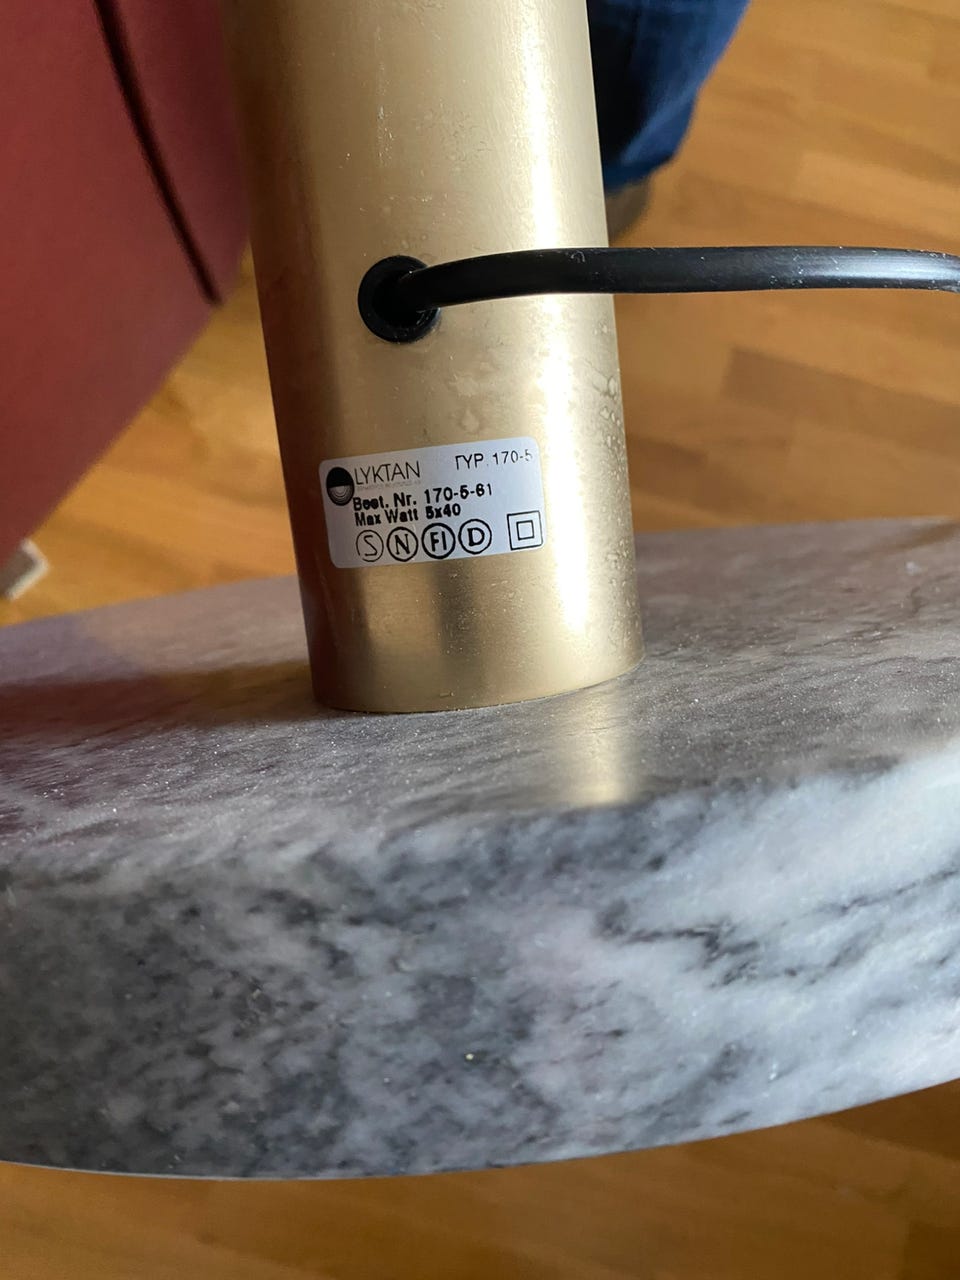 LYKTAN TYP. 170-5
Best. Nr. 170-5-61
Max Watt 5x40
S N FI D